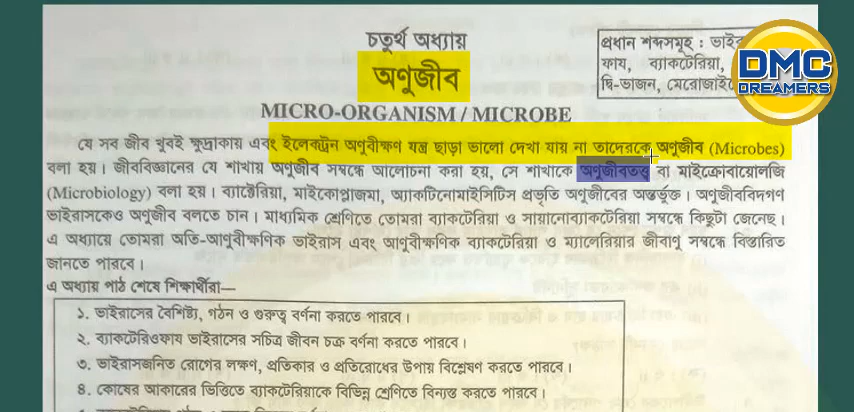 চতুর্থ অধ্যায়
অণুজীব
MICRO-ORGANISM / MICROBE
প্রধান শব্দসমূহ :
ফায, ব্যাকটেরিয়া,
দ্বি-ভাজন,
DMC
DREAMERS
যে সব জীব খুবই ক্ষুদ্রাকায় এবং ইলেকট্রন অণুবীক্ষণ যন্ত্র ছাড়া ভালো দেখা যায় না তাদেরকে অণুজীব (Microbes)
বলা হয়। জীববিজ্ঞানের যে শাখায় অণুজীব সম্বন্ধে আলোচনা করা হয়, সে শাখাকে অণুজীবতত্ত্ব বা মাইক্রোবায়োলজি
(Microbiology) বলা হয়। ব্যাক্টেরিয়া, মাইকোপ্লাজমা, অ্যাকটিনোমাইসিটিস প্রভৃতি অণুজীবের অন্তর্ভুক্ত। অণুজীববিদগণ
ভাইরাসকেও অণুজীব বলতে চান। মাধ্যমিক শ্রেণিতে তোমরা ব্যাকটেরিয়া ও সায়ানোব্যাকটেরিয়া সম্বন্ধে কিছুটা জেনেছ।
এ অধ্যায়ে তোমরা অতি-আণুবীক্ষণিক ভাইরাস এবং আণুবীক্ষণিক ব্যাকটেরিয়া ও ম্যালেরিয়ার জীবাণু সম্বন্ধে বিস্তারিত
জানতে পারবে।
এ অধ্যায় পাঠ শেষে শিক্ষার্থীরা—
১. ভাইরাসের বৈশিষ্ট্য, গঠন ও গুরুত্ব বর্ণনা করতে পারবে।
২. ব্যাকটেরিওফায ভাইরাসের সচিত্র জীবন চক্র বর্ণনা করতে পারবে।
৩. ভাইরাসজনিত রোগের লক্ষণ, প্রতিকার ও প্রতিরোধের উপায় বিশ্লেষণ করতে পারবে।
৪. কোষের আকারের ভিত্তিতে ব্যাকটেরিয়াকে বিভিন্ন শ্রেণিতে বিন্যস্ত করতে পারবে।